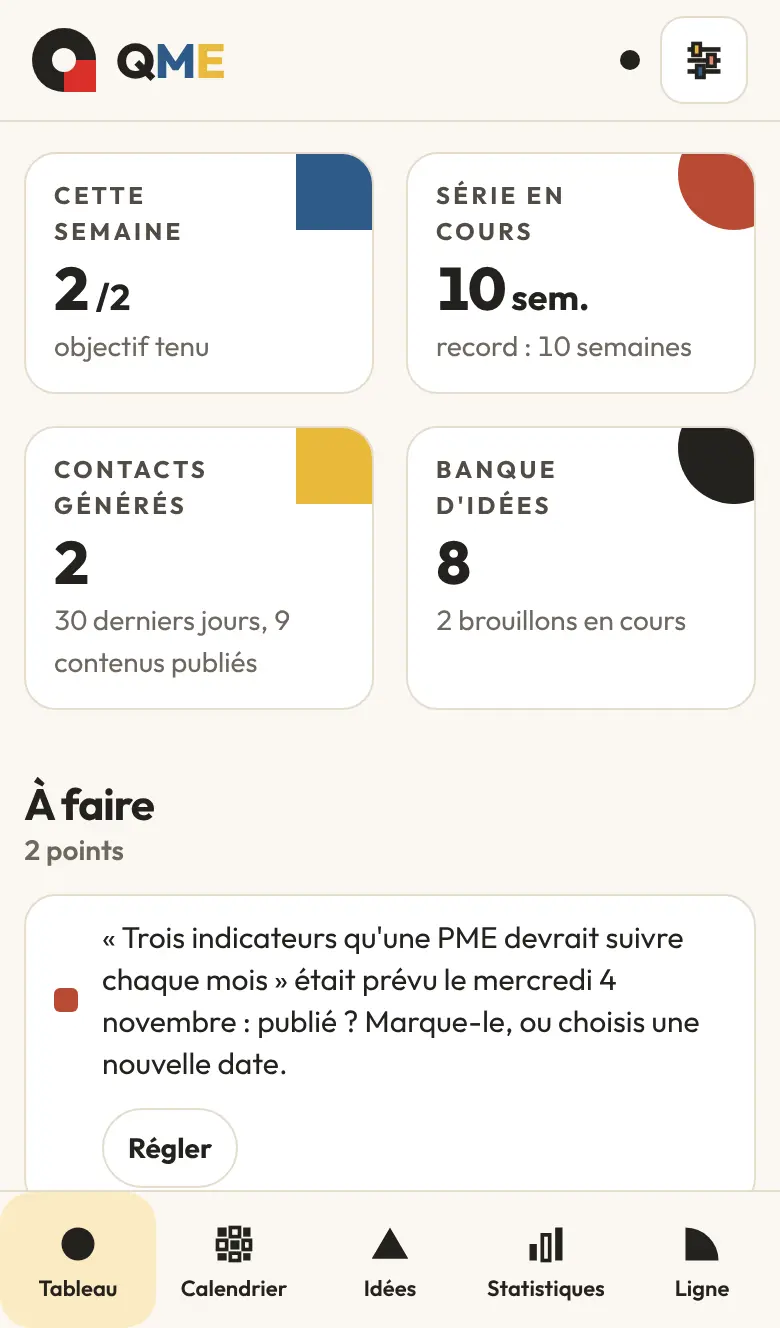 QME
CETTE
SEMAINE
2 /2
objectif tenu
SÉRIE EN
COURS
10 sem.
record : 10 semaines
CONTACTS
GÉNÉRÉS
2
30 derniers jours, 9
contenus publiés
BANQUE
D'IDÉES
8
2 brouillons en cours
À faire
2 points
« Trois indicateurs qu'une PME devrait suivre
chaque mois » était prévu le mercredi 4
novembre : publié ? Marque-le, ou choisis une
nouvelle date.
Régler
Tableau
Calendrier
Idées
Statistiques
Ligne